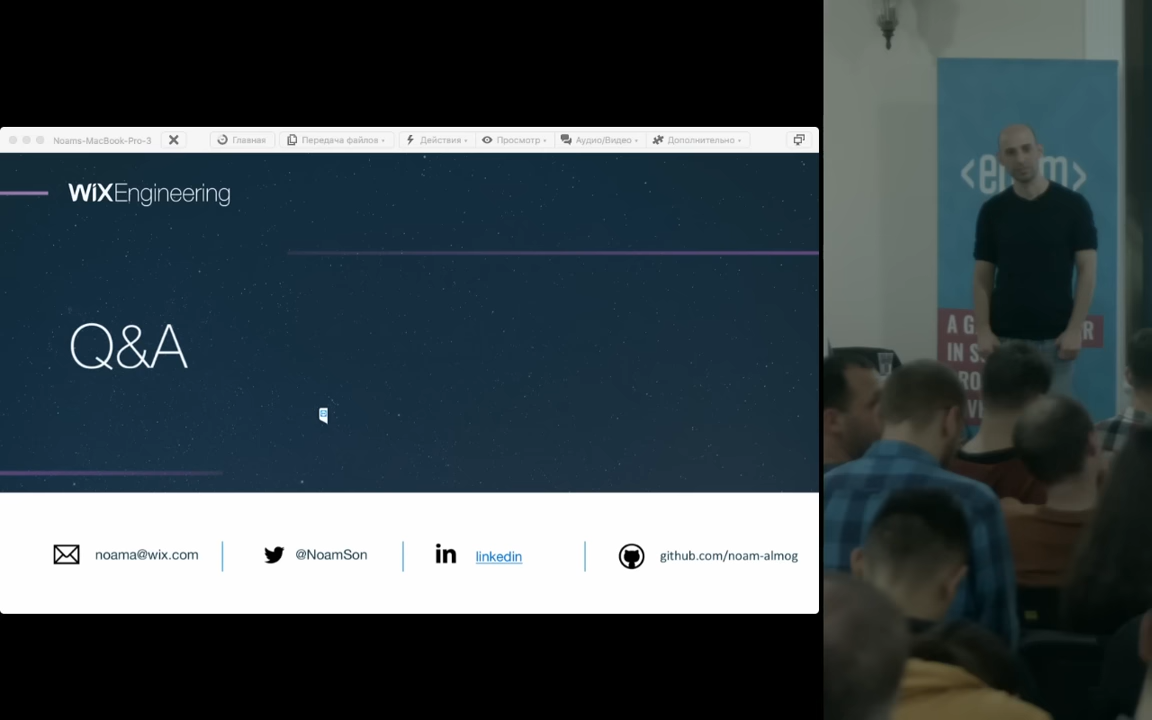 Noams-MacBook-Pro-3
Главная
Передача файлов
Действия
Просмотр
Аудио/Видео
Дополнительно
WiXEngineering
Q&A
noama@wix.com
@NoamSon
linkedin
in
github.com/noam-almog
A G
R
IN S